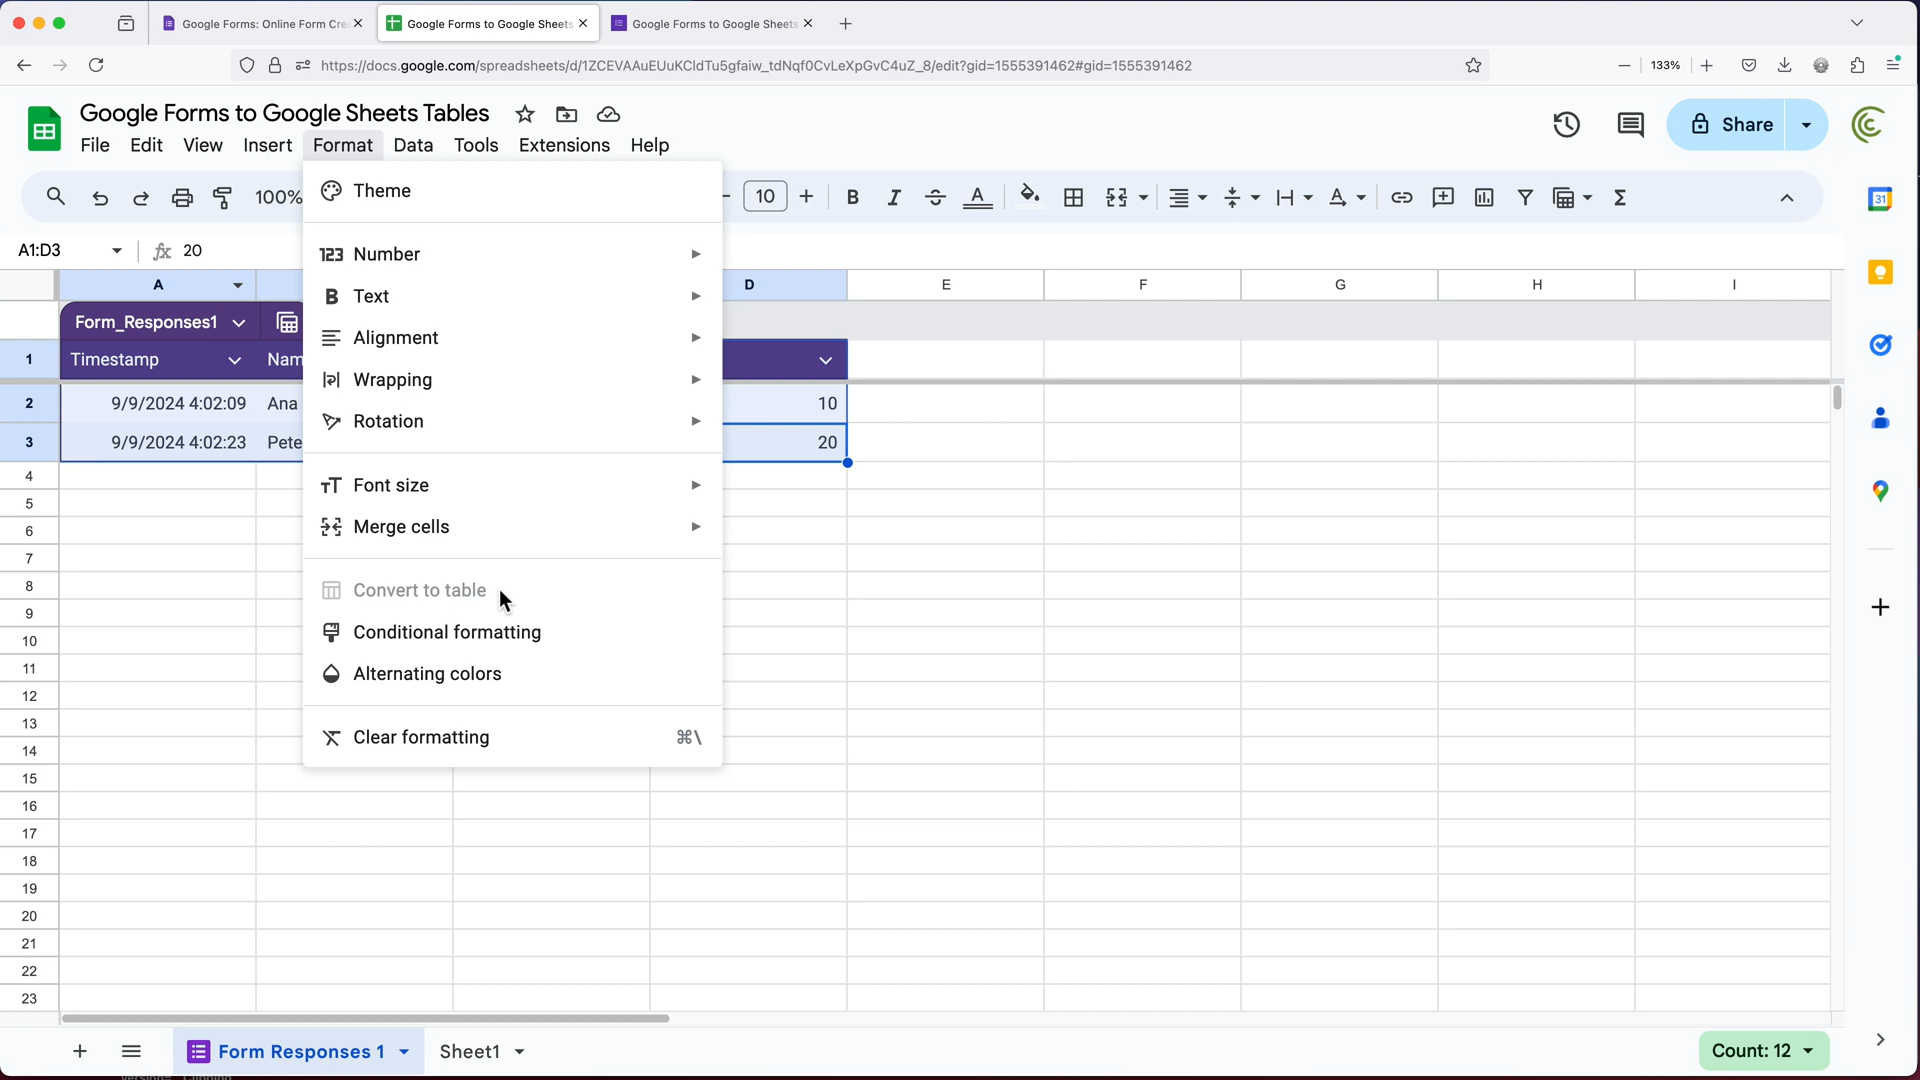 Google Forms: Online Form Cre
Google Forms to Google Sheets
Google Forms to Google Sheets
https://docs.google.com/spreadsheets/d/1ZCEVAAuEUuKCldTu5gfaiw_tdNqf0CvLeXpGvC4uZ_8/edit?gid=1555391462#gid=1555391462
133%
Google Forms to Google Sheets Tables
Share
File Edit View Insert Format Data Tools Extensions Help
100%
10
B I A A Σ
31
A1:D3
fx 20
Theme
123 Number
B Text
Alignment
Wrapping
Rotation
Font size
Merge cells
Convert to table
Conditional formatting
Alternating colors
Clear formatting ⌘\
A D E F G H I
Form_Responses1
1 Timestamp Nam
2 9/9/2024 4:02:09 Ana 10
3 9/9/2024 4:02:23 Pete 20
4
5
6
7
8
9
10
11
12
13
14
15
16
17
18
19
20
21
22
23
Form Responses 1
Sheet1
Count: 12